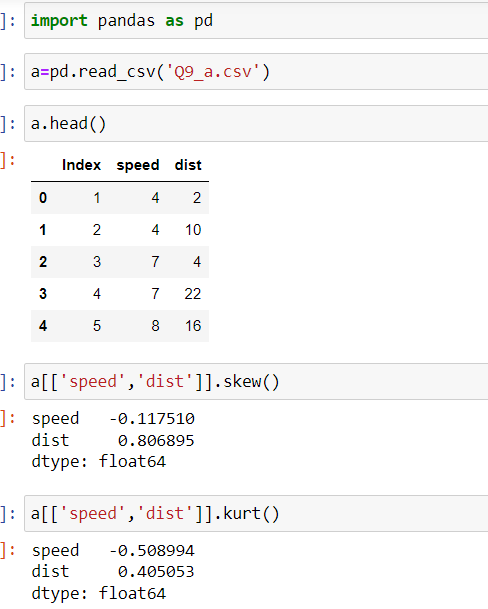 ]: import pandas as pd
]: a=pd.read_csv('Q9_a.csv')
]: a.head()
]:
Index speed dist
0 1 4 2
1 2 4 10
2 3 7 4
3 4 7 22
4 5 8 16
]: a[['speed','dist']].skew()
]: speed -0.117510
dist 0.806895
dtype: float64
]: a[['speed','dist']].kurt()
]: speed -0.508994
dist 0.405053
dtype: float64